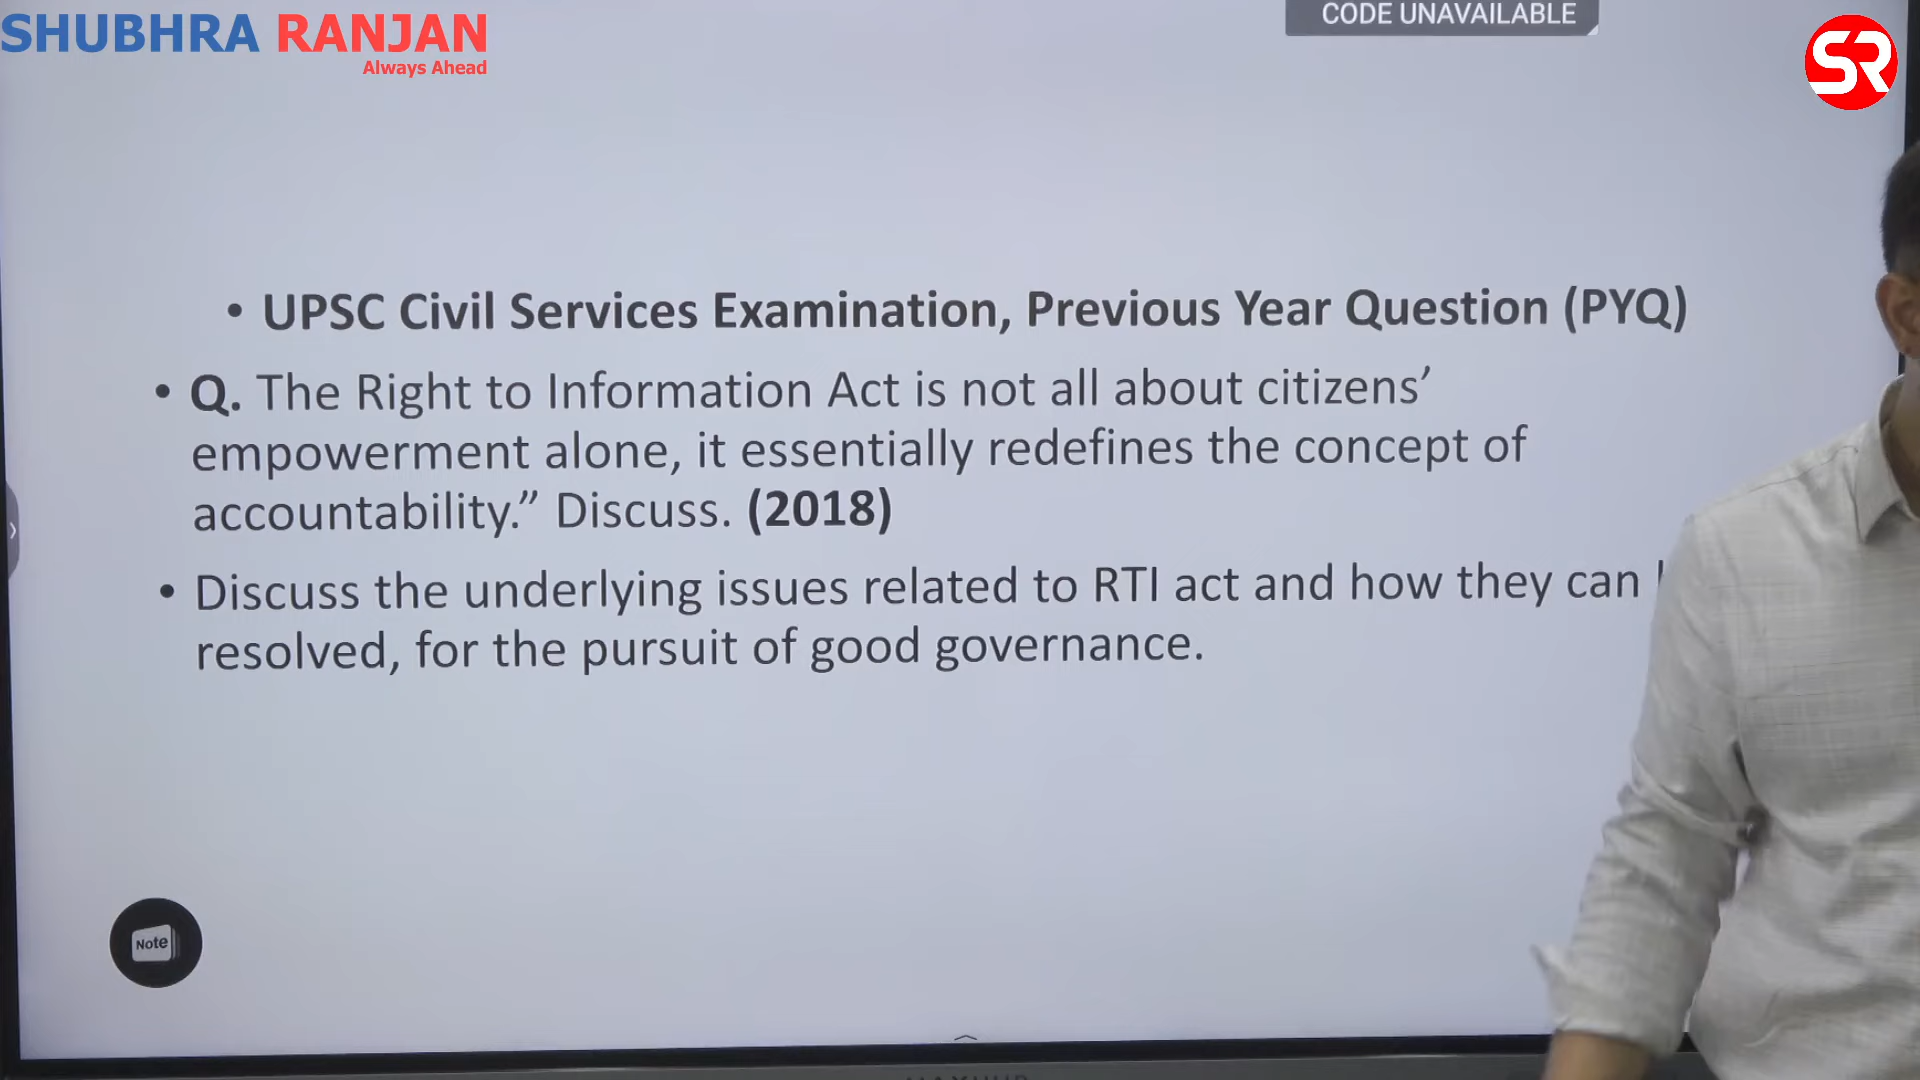 SHUBHRA RANJAN
Always Ahead
CODE UNAVAILABLE
SR
• UPSC Civil Services Examination, Previous Year Question (PYQ)
• Q. The Right to Information Act is not all about citizens’
empowerment alone, it essentially redefines the concept of
accountability.” Discuss. (2018)
• Discuss the underlying issues related to RTI act and how they can
resolved, for the pursuit of good governance.
Note